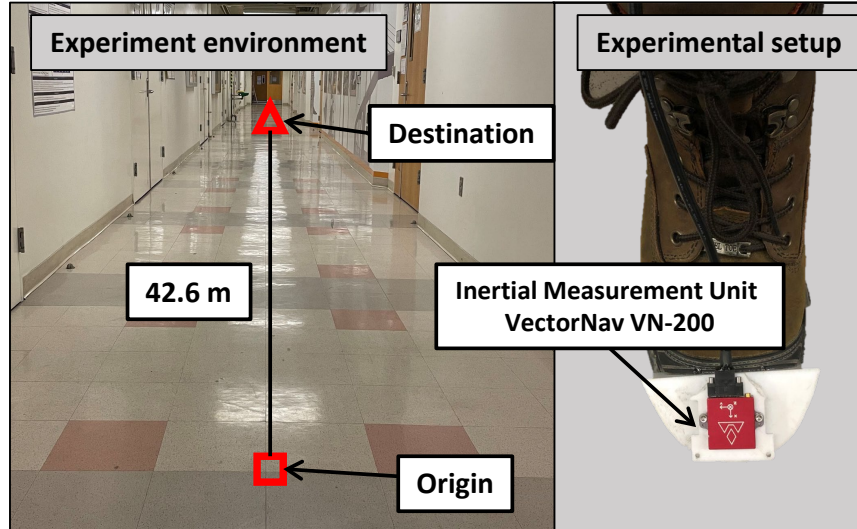 Experiment environment
Experimental setup
Destination
42.6 m
Inertial Measurement Unit
VectorNav VN-200
Origin